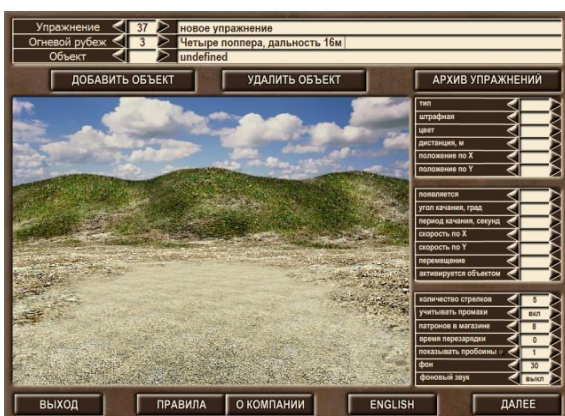 Упражнение 37 новое упражнение
Огневой рубеж 3 Четыре поппера, дальность 16м
Объект undefined
ДОБАВИТЬ ОБЪЕКТ УДАЛИТЬ ОБЪЕКТ АРХИВ УПРАЖНЕНИЙ
тип
штрафная
цвет
дистанция, м
положение по X
положение по Y
появляется
угол качания, град
период качания, секунд
скорость по X
скорость по Y
перемещение
активируется объектом
количество стрелков 5
учитывать промахи вкл
патронов в магазине 8
время перезарядки 0
показывать пробоины 1
фон 30
фоновый звук выкл
ВЫХОД ПРАВИЛА О КОМПАНИИ ENGLISH ДАЛЕЕ